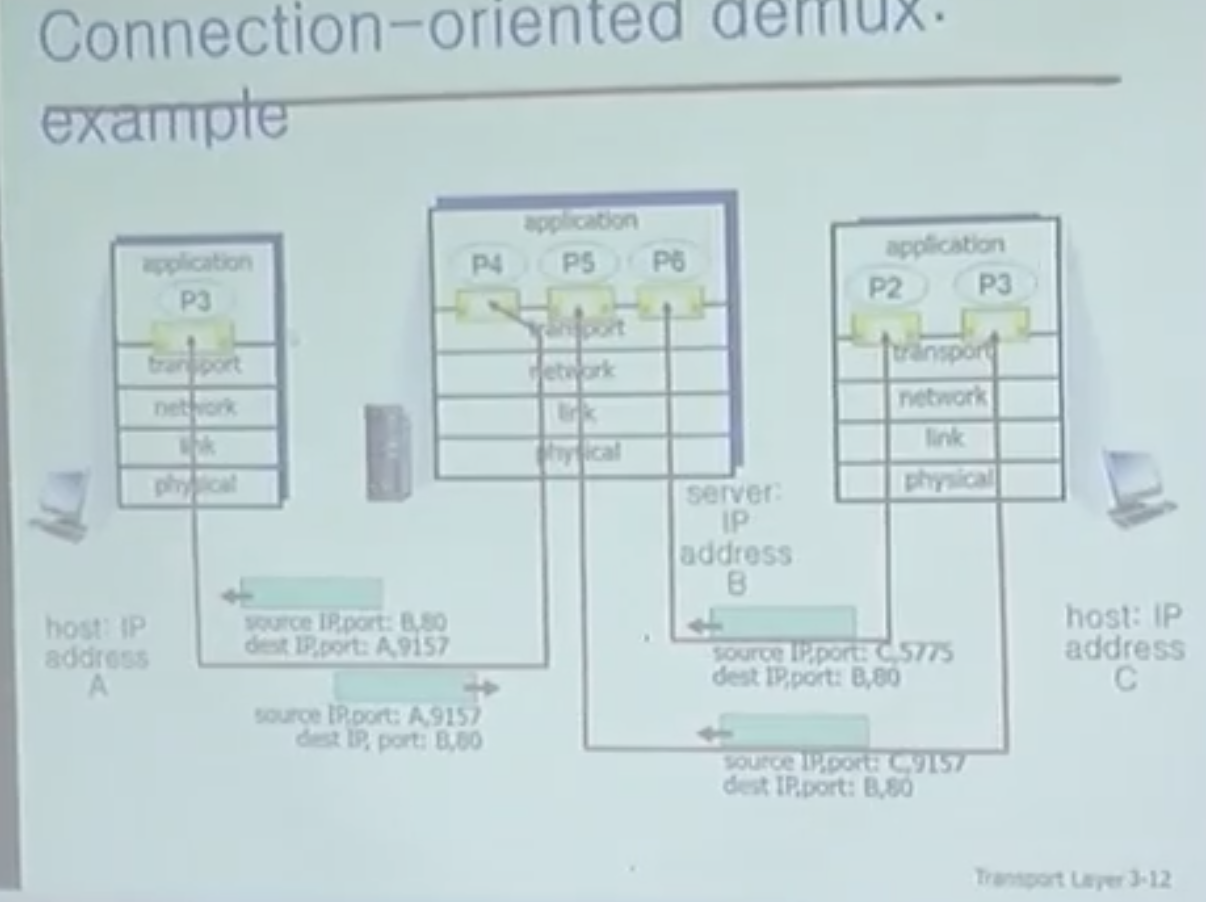 Connection-oriented demux:
example
application
P3
transport
network
link
physical
host: IP
address
A
application
P4 P5 P6
transport
network
link
physical
server:
IP
address
B
application
P2 P3
transport
network
link
physical
host: IP
address
C
source IP,port: B,80
dest IP,port: A,9157
source IP,port: A,9157
dest IP, port: B,80
source IP,port: C,5775
dest IP,port: B,80
source IP,port: C,9157
dest IP,port: B,80
Transport Layer 3-12